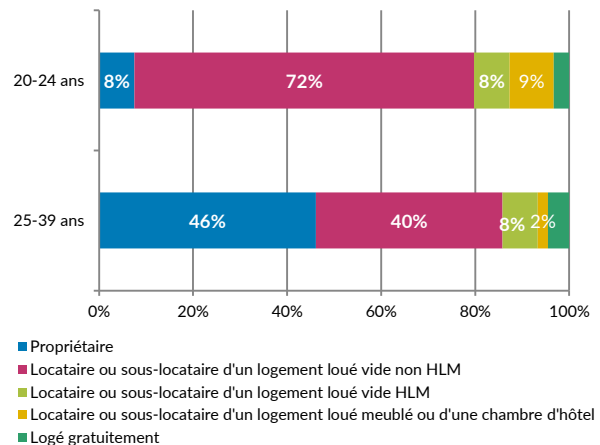 20-24 ans
8%
72%
8%
9%
25-39 ans
46%
40%
8%
2%
0%
20%
40%
60%
80%
100%
Propriétaire
Locataire ou sous-locataire d'un logement loué vide non HLM
Locataire ou sous-locataire d'un logement loué vide HLM
Locataire ou sous-locataire d'un logement loué meublé ou d'une chambre d'hôtel
Logé gratuitement